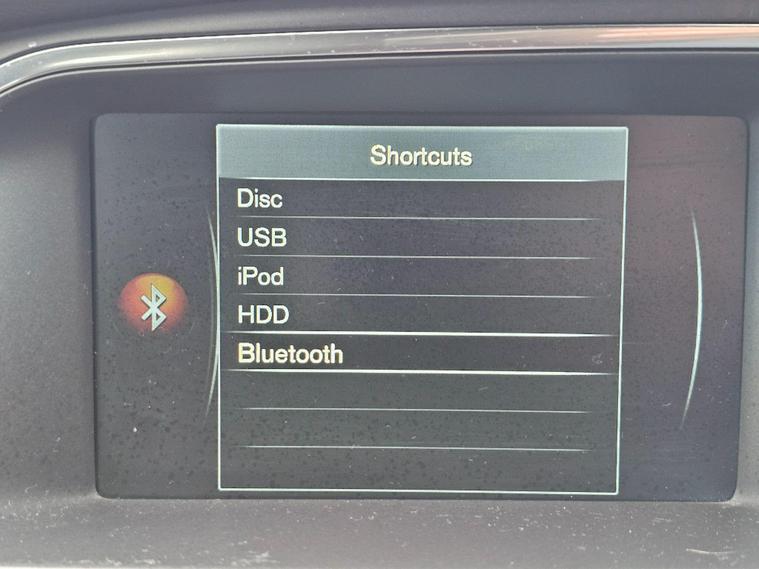 Shortcuts
Disc
USB
iPod
HDD
Bluetooth